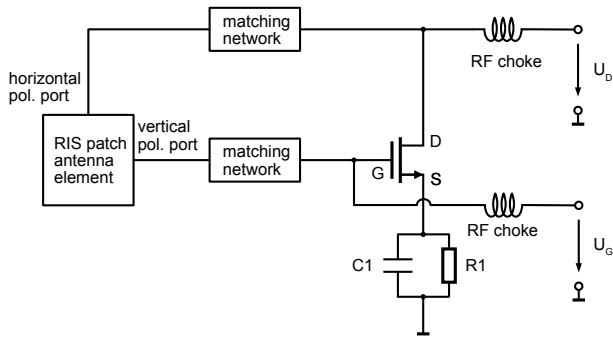 matching
network
RF choke
U_D
horizontal
pol. port
vertical
pol. port
RIS patch
antenna
element
matching
network
D
G
S
RF choke
U_G
C1
R1